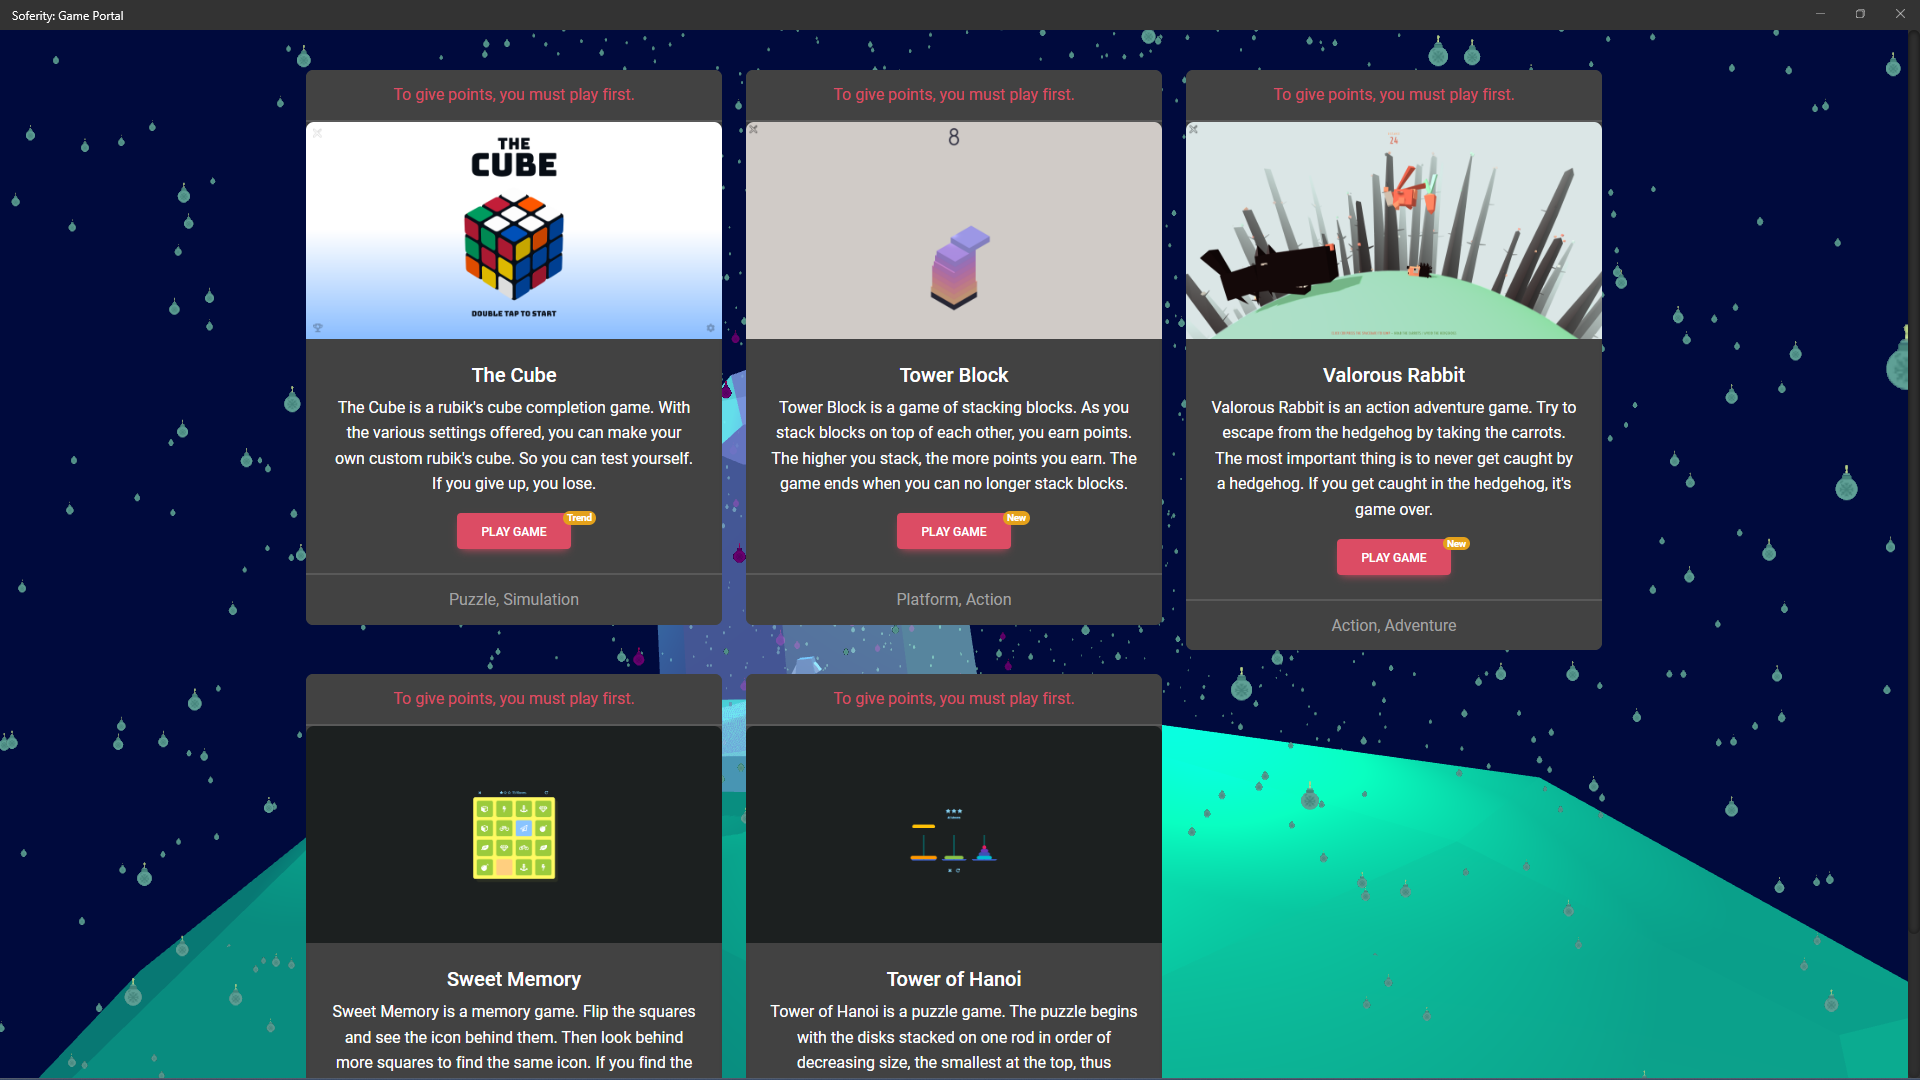 Soferity: Game Portal
To give points, you must play first.
THE
CUBE
DOUBLE TAP TO START
The Cube
The Cube is a rubik's cube completion game. With
the various settings offered, you can make your
own custom rubik's cube. So you can test yourself.
If you give up, you lose.
PLAY GAME
Trend
Puzzle, Simulation
To give points, you must play first.
8
Tower Block
Tower Block is a game of stacking blocks. As you
stack blocks on top of each other, you earn points.
The higher you stack, the more points you earn. The
game ends when you can no longer stack blocks.
PLAY GAME
New
Platform, Action
To give points, you must play first.
24
Valorous Rabbit
Valorous Rabbit is an action adventure game. Try to
escape from the hedgehog by taking the carrots.
The most important thing is to never get caught by
a hedgehog. If you get caught in the hedgehog, it's
game over.
PLAY GAME
New
Action, Adventure
To give points, you must play first.
Sweet Memory
Sweet Memory is a memory game. Flip the squares
and see the icon behind them. Then look behind
more squares to find the same icon. If you find the
To give points, you must play first.
Tower of Hanoi
Tower of Hanoi is a puzzle game. The puzzle begins
with the disks stacked on one rod in order of
decreasing size, the smallest at the top, thus